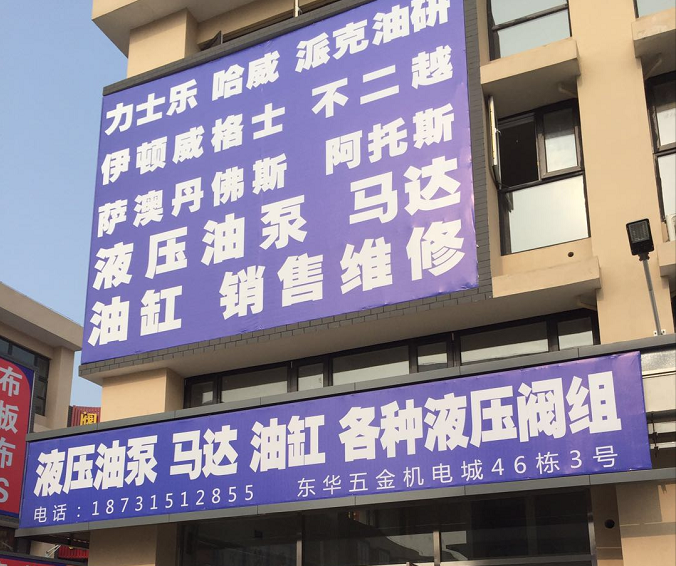 力士乐 哈威 派克油研
伊顿威格士 不二越
萨澳丹佛斯 阿托斯
液压油泵 马达
油缸 销售维修
液压油泵 马达 油缸 各种液压阀组
电话：18731512855 东华五金机电城46栋3号
布
板
布
S